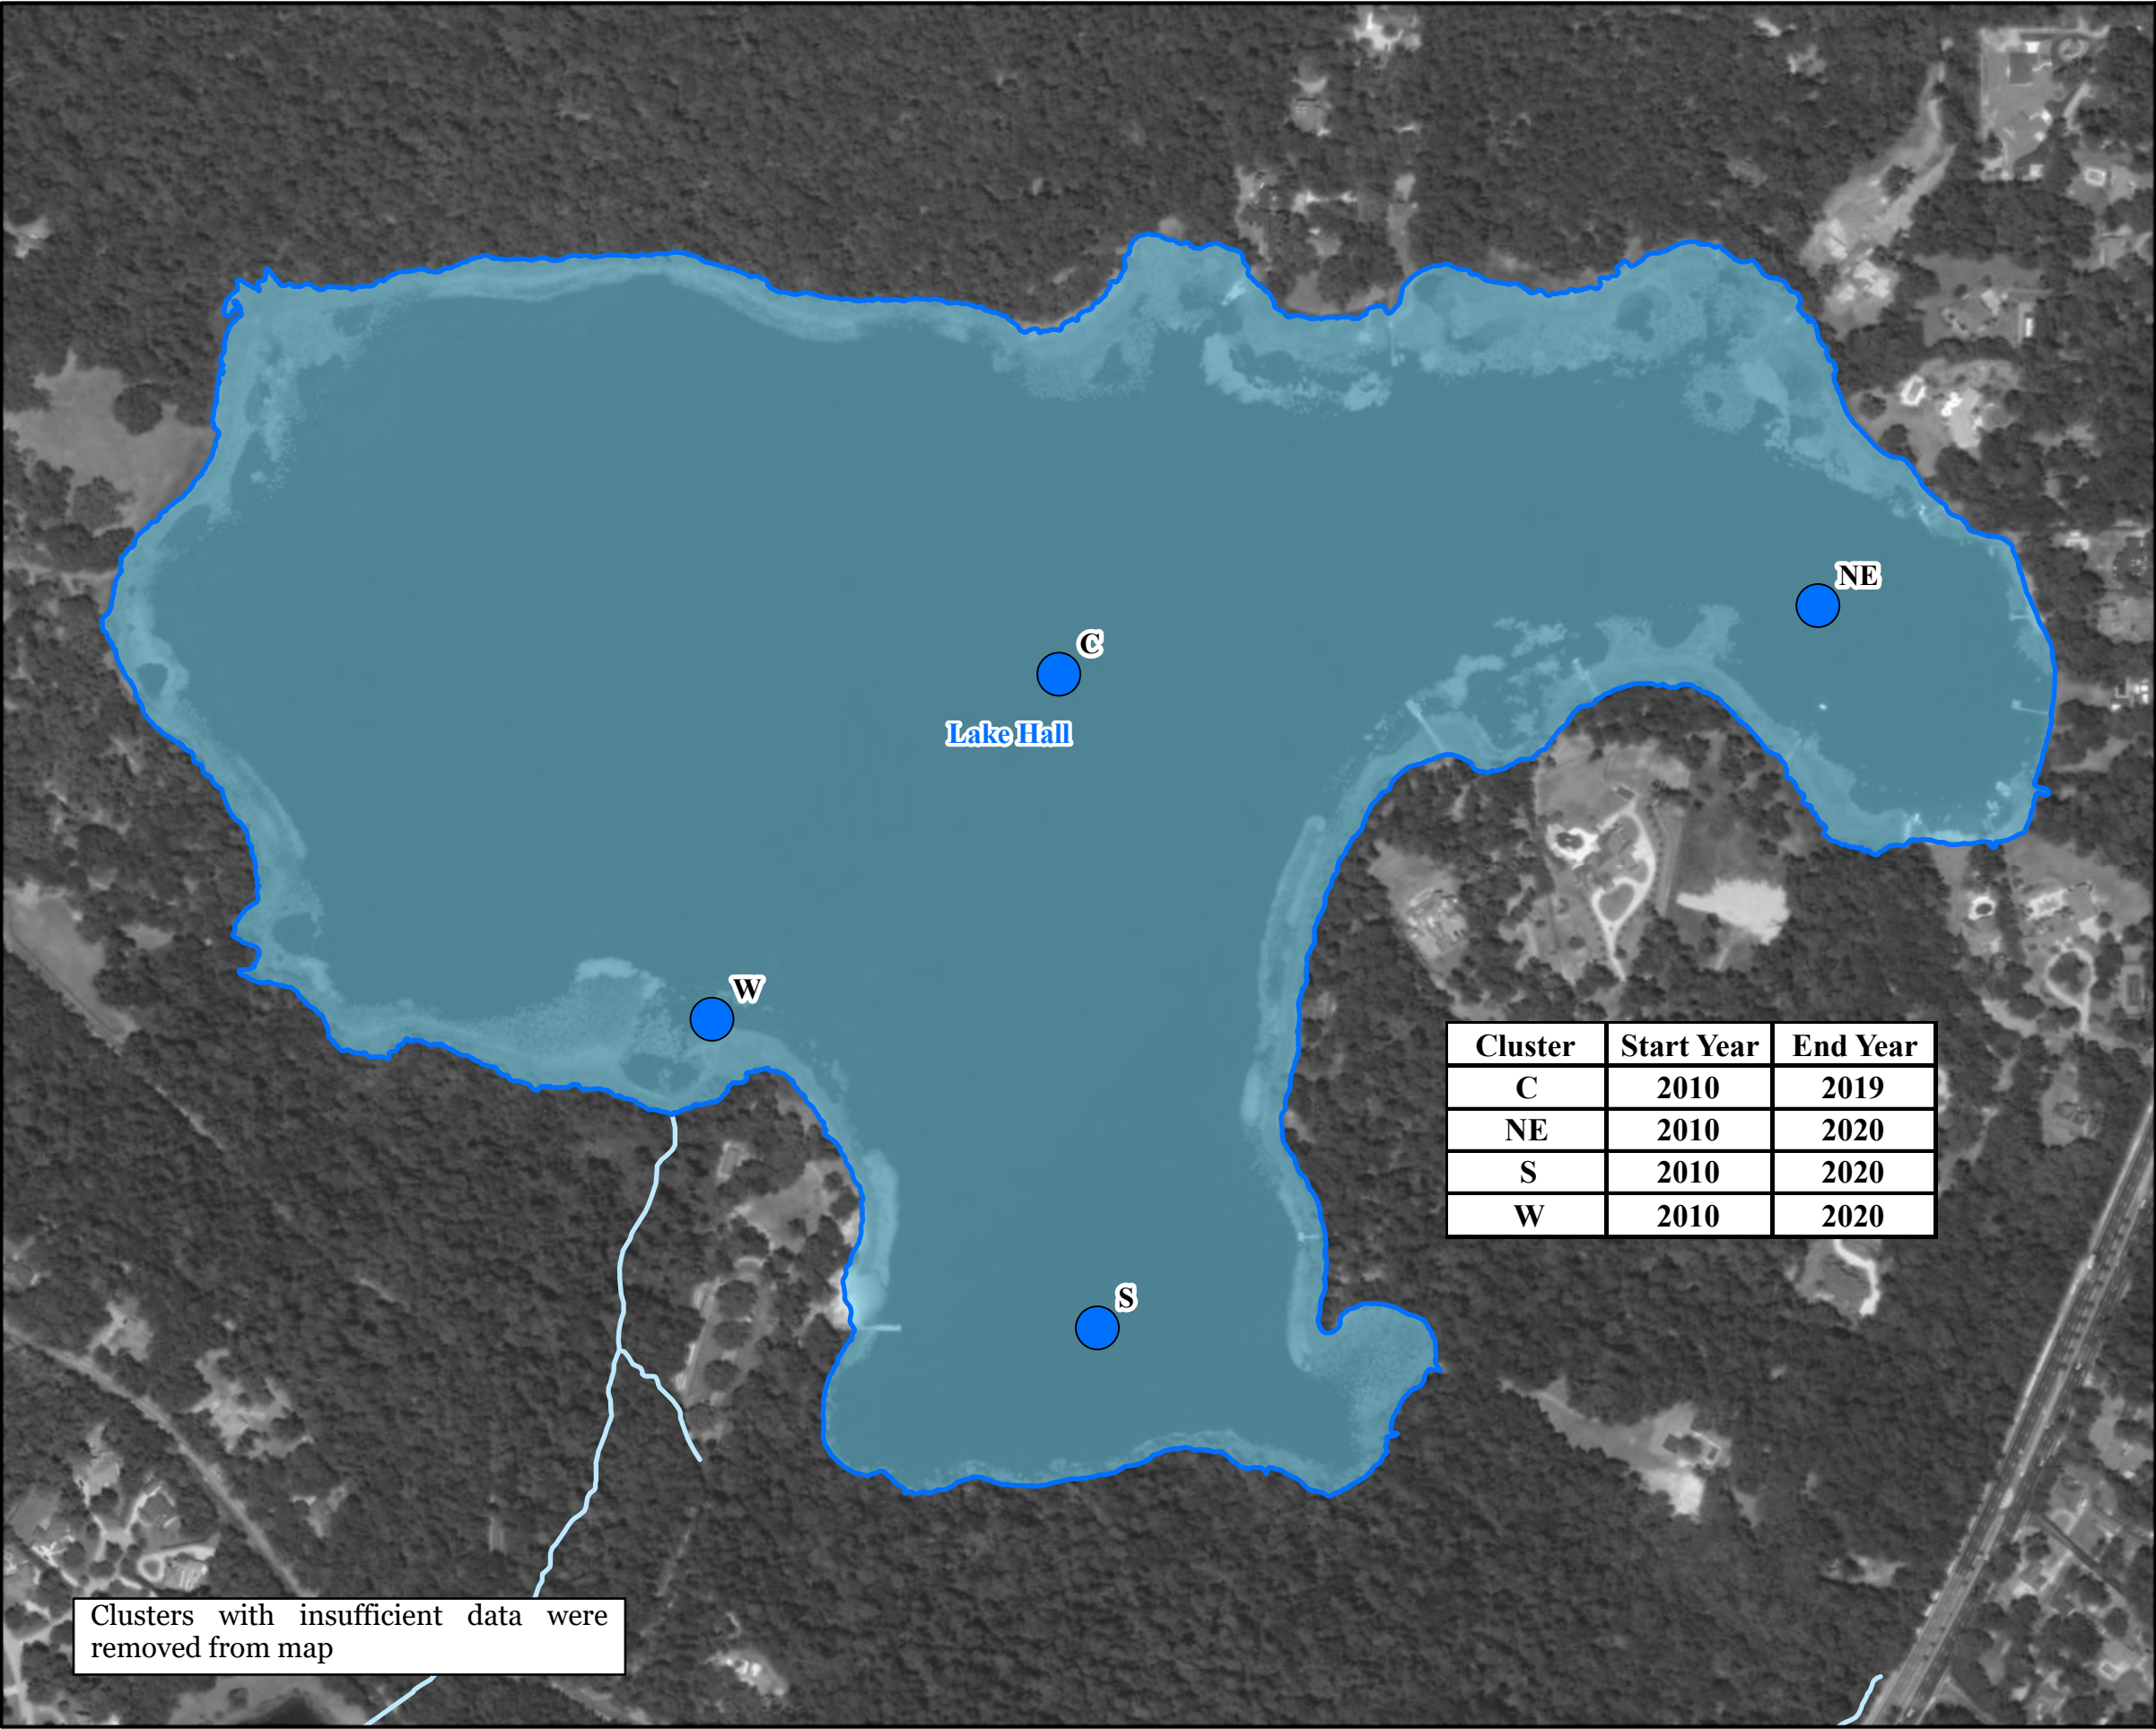 NE
C
Lake Hall
W
Cluster Start Year End Year
C 2010 2019
NE 2010 2020
S 2010 2020
W 2010 2020
S
Clusters with insufficient data were
removed from map